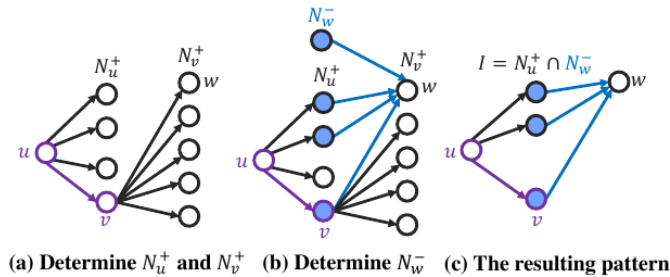 N_u^+
N_v^+
w
u
v
(a) Determine N_u^+ and N_v^+
N_w^-
N_u^+
N_v^+
w
u
v
(b) Determine N_w^-
I = N_u^+ ∩ N_w^-
w
u
v
(c) The resulting pattern